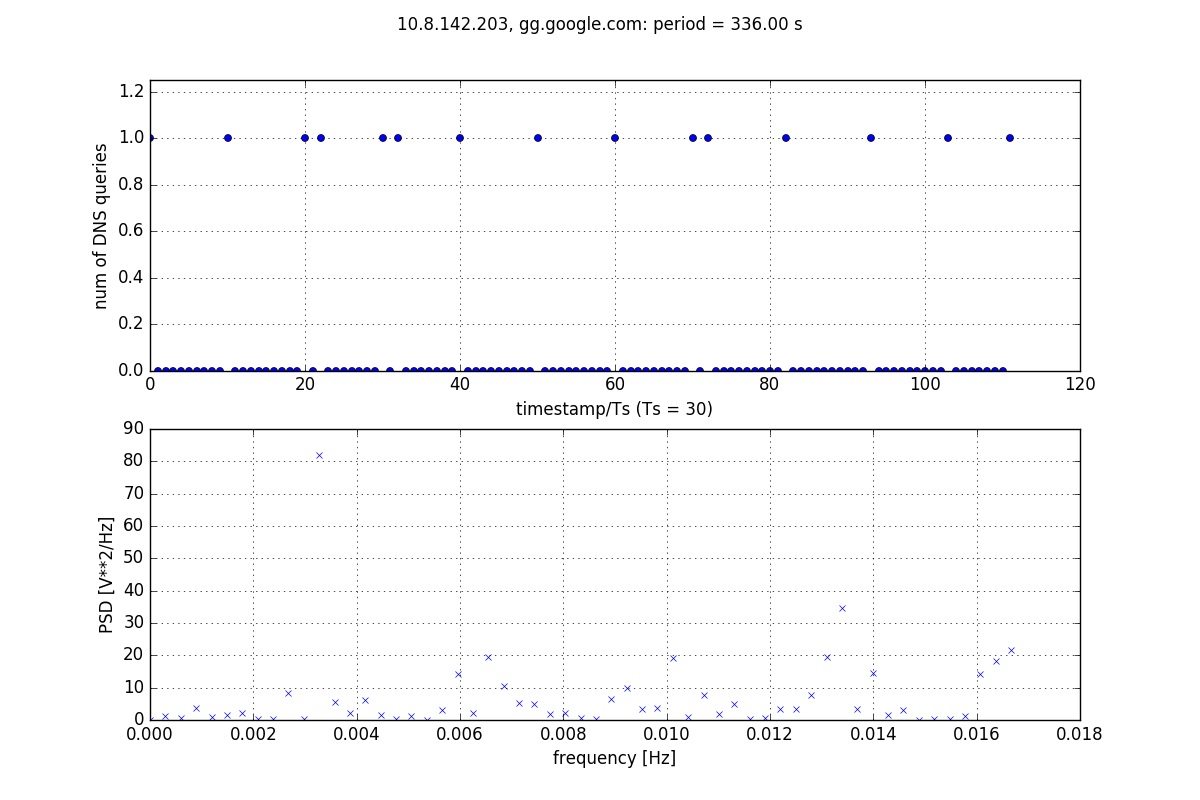 10.8.142.203, gg.google.com: period = 336.00 s
1.2
1.0
0.8
0.6
0.4
0.2
0.0
num of DNS queries
0 20 40 60 80 100 120
timestamp/Ts (Ts = 30)
90
80
70
60
50
40
30
20
10
0
PSD [V**2/Hz]
0.000 0.002 0.004 0.006 0.008 0.010 0.012 0.014 0.016 0.018
frequency [Hz]